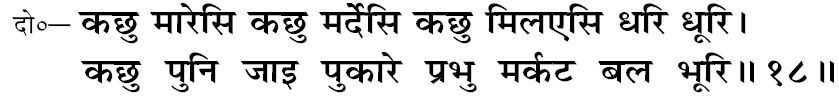 दो०— कछु मारेसि कछु मर्देसि कछु मिलएसि धरि धूरि।
कछु पुनि जाइ पुकारे प्रभु मर्कट बल भूरि॥ १८॥